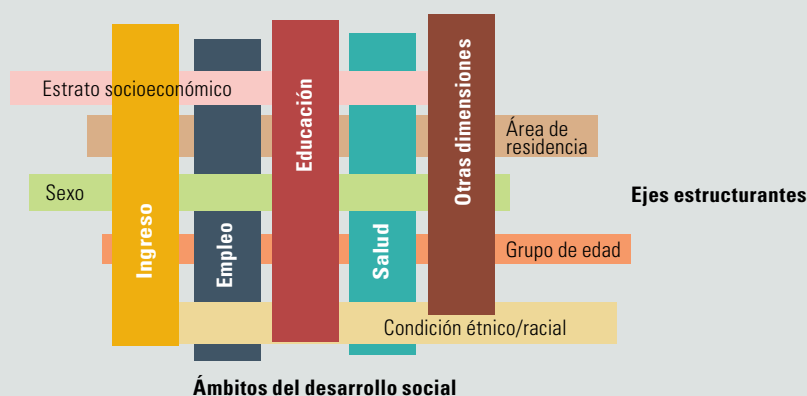 Estrato socioeconómico
Área de
residencia
Sexo
Grupo de edad
Condición étnico/racial
Ingreso
Empleo
Educación
Salud
Otras dimensiones
Ejes estructurantes
Ámbitos del desarrollo social